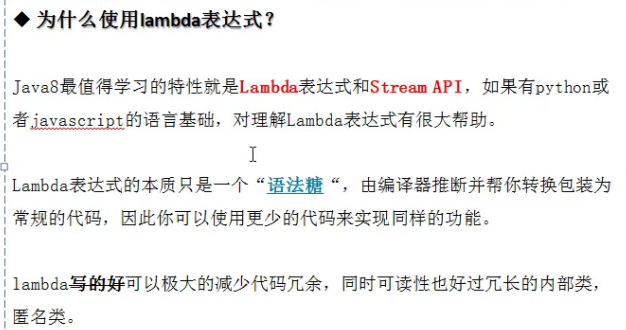 ◆ 为什么使用lambda表达式？
Java8最值得学习的特性就是Lambda表达式和Stream API，如果有python或
者javascript的语言基础，对理解Lambda表达式有很大帮助。
Lambda表达式的本质只是一个“语法糖“，由编译器推断并帮你转换包装为
常规的代码，因此你可以使用更少的代码来实现同样的功能。
lambda写的好可以极大的减少代码冗余，同时可读性也好过冗长的内部类，
匿名类。